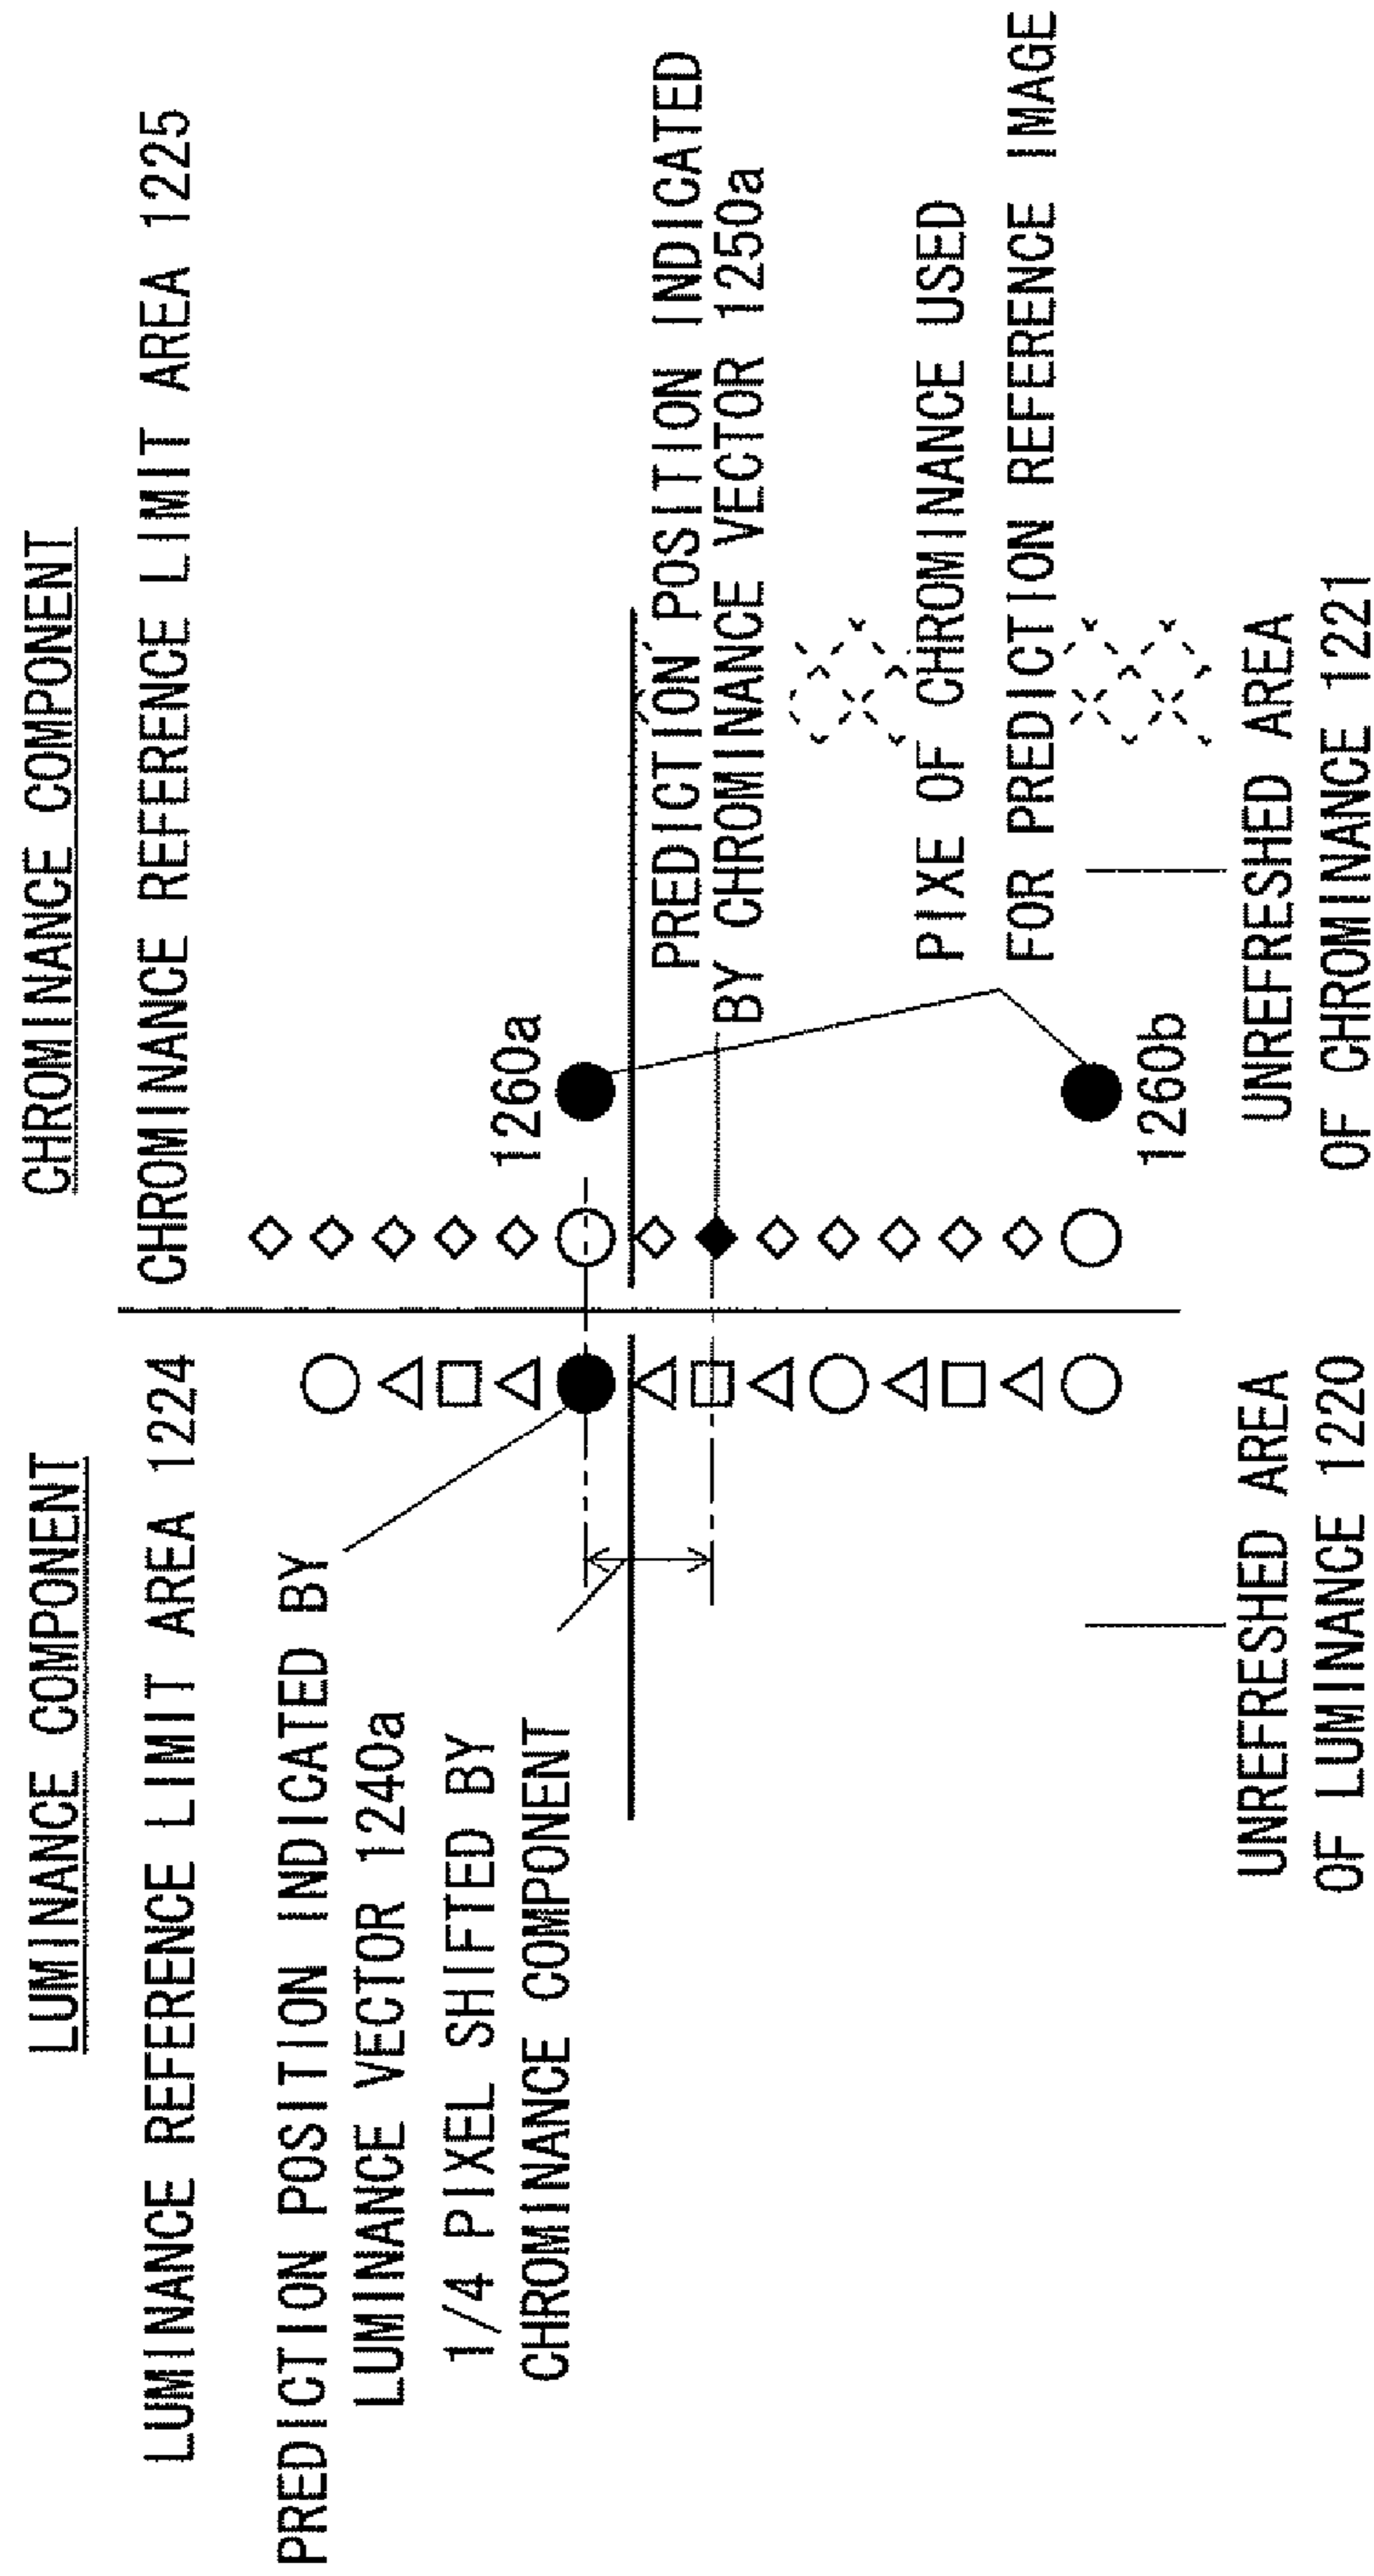 LUMINANCE COMPONENT
LUMINANCE REFERENCE LIMIT AREA 1224
PREDICTION POSITION INDICATED BY
LUMINANCE VECTOR 1240a
1/4 PIXEL SHIFTED BY
CHROMINANCE COMPONENT
UNREFRESHED AREA
OF LUMINANCE 1220
CHROMINANCE COMPONENT
CHROMINANCE REFERENCE LIMIT AREA 1225
1260a
PREDICTION POSITION INDICATED
BY CHROMINANCE VECTOR 1250a
PIXE OF CHROMINANCE USED
FOR PREDICTION REFERENCE IMAGE
1260b
UNREFRESHED AREA
OF CHROMINANCE 1221